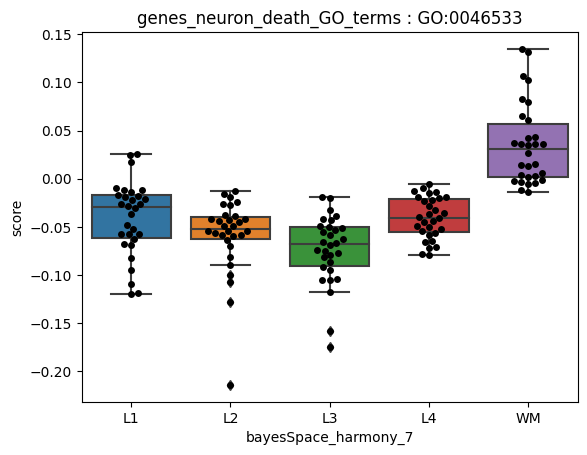 genes_neuron_death_GO_terms : GO:0046533
0.15
0.10
0.05
0.00
−0.05
−0.10
−0.15
−0.20
score
L1 L2 L3 L4 WM
bayesSpace_harmony_7